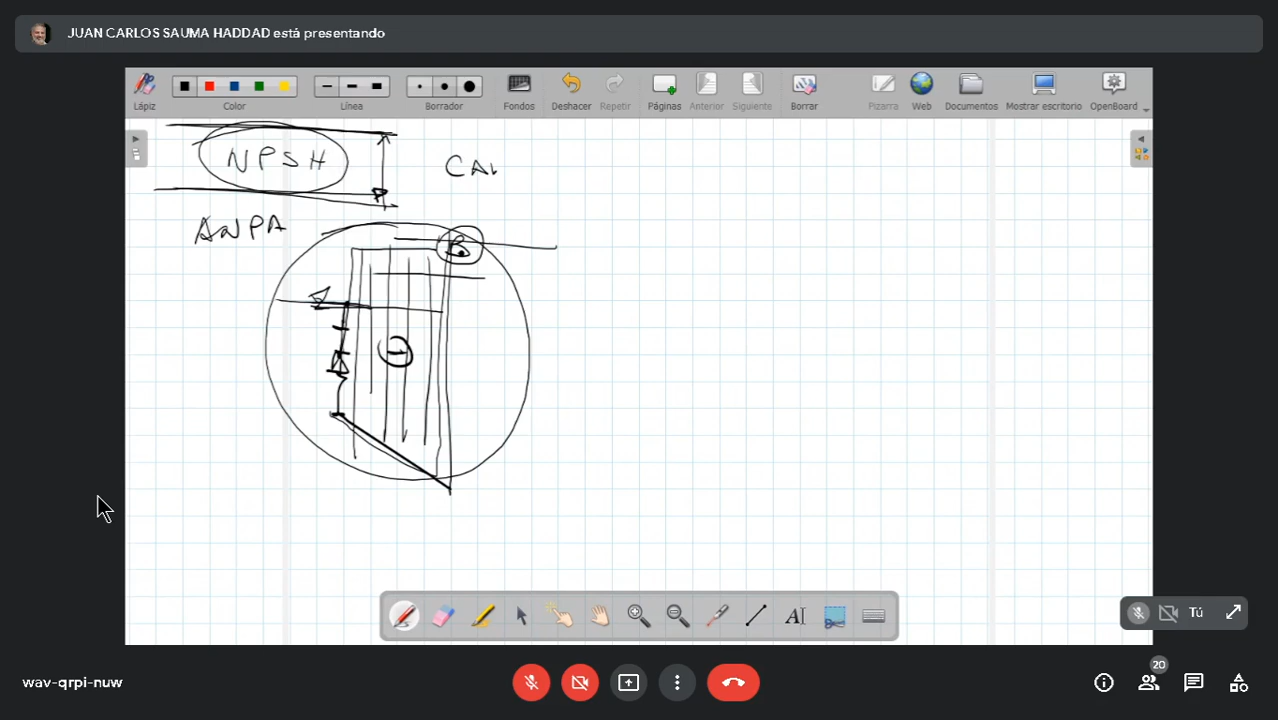 JUAN CARLOS SAUMA HADDAD está presentando
Lápiz Color Línea Borrador Fondos Deshacer Repetir Páginas Anterior Siguiente Borrar Pizarra Web Documentos Mostrar escritorio OpenBoard
NPSH
CAV
ANPA
B
Tú
wav-qrpi-nuw
20